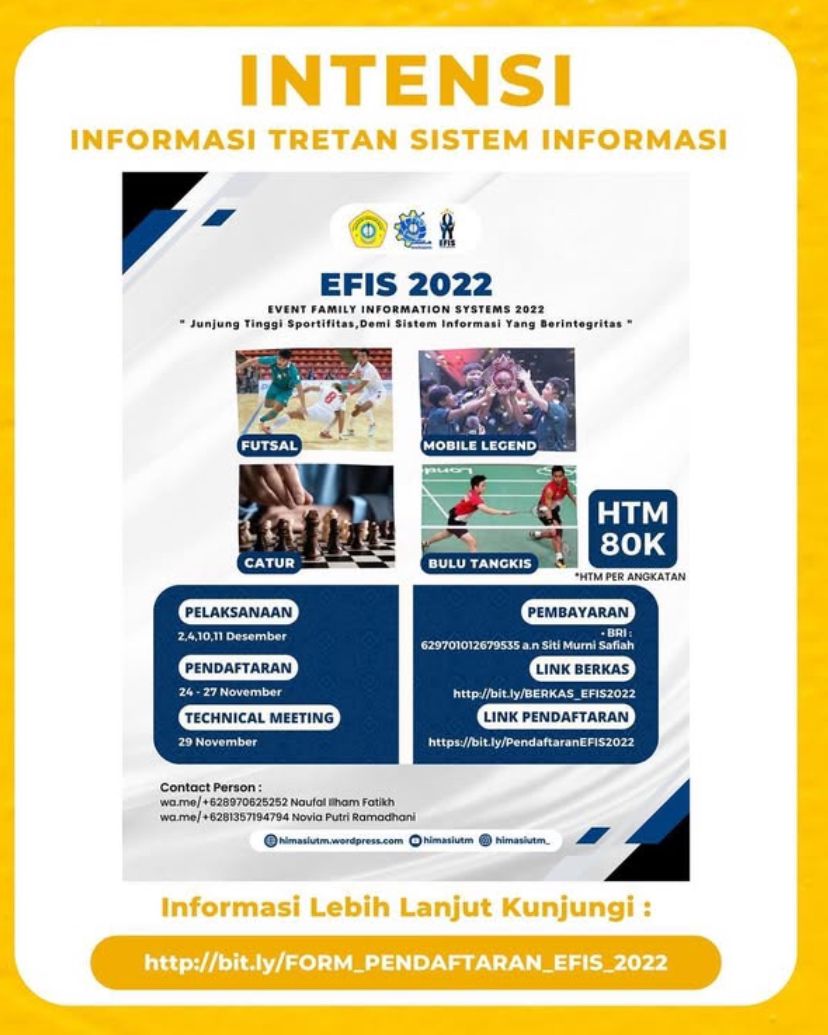 INTENSI
INFORMASI TRETAN SISTEM INFORMASI
EFIS
EFIS 2022
EVENT FAMILY INFORMATION SYSTEMS 2022
" Junjung Tinggi Sportifitas,Demi Sistem Informasi Yang Berintegritas "
FUTSAL
MOBILE LEGEND
CATUR
BULU TANGKIS
HTM
80K
*HTM PER ANGKATAN
PELAKSANAAN
2,4,10,11 Desember
PENDAFTARAN
24 - 27 November
TECHNICAL MEETING
29 November
PEMBAYARAN
• BRI :
629701012679535 a.n Siti Murni Safiah
LINK BERKAS
http://bit.ly/BERKAS_EFIS2022
LINK PENDAFTARAN
https://bit.ly/PendaftaranEFIS2022
Contact Person :
wa.me/+628970625252 Naufal Ilham Fatikh
wa.me/+6281357194794 Novia Putri Ramadhani
himasiutm.wordpress.com himasiutm himasiutm_
Informasi Lebih Lanjut Kunjungi :
http://bit.ly/FORM_PENDAFTARAN_EFIS_2022